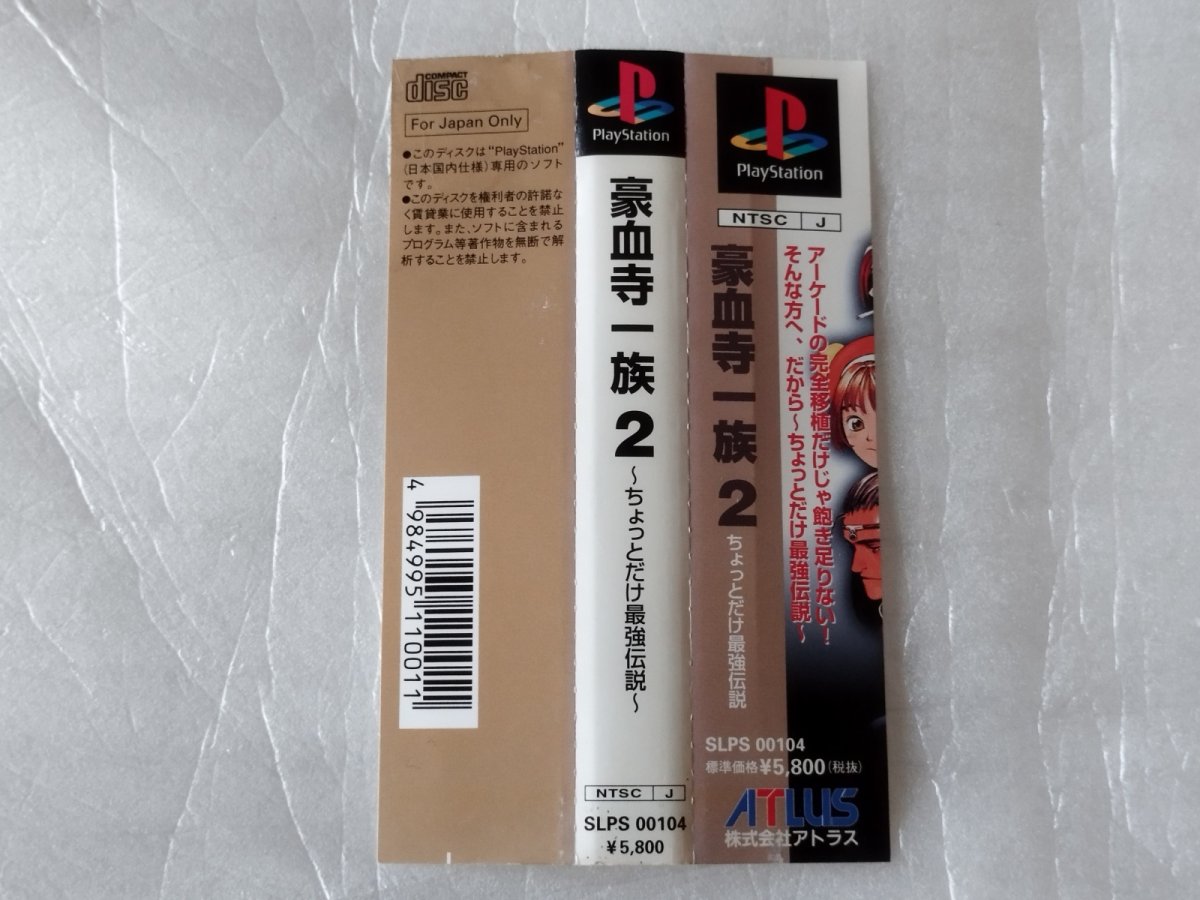 COMPACT
disc
For Japan Only
●このディスクは“PlayStation”
(日本国内仕様)専用のソフト
です。
●このディスクを権利者の許諾な
く賃貸業に使用することを禁止
します。また、ソフトに含まれる
プログラム等著作物を無断で解
析することを禁止します。
4 984995 110011
PlayStation
豪血寺一族2
～ちょっとだけ最強伝説～
NTSC J
SLPS 00104
¥5,800
PlayStation
NTSC J
アーケードの完全移植だけじゃ飽き足りない!
そんな方へ、だから～ちょっとだけ最強伝説～
豪血寺一族2
ちょっとだけ最強伝説
SLPS 00104
標準価格¥5,800(税抜)
ATLUS
株式会社アトラス